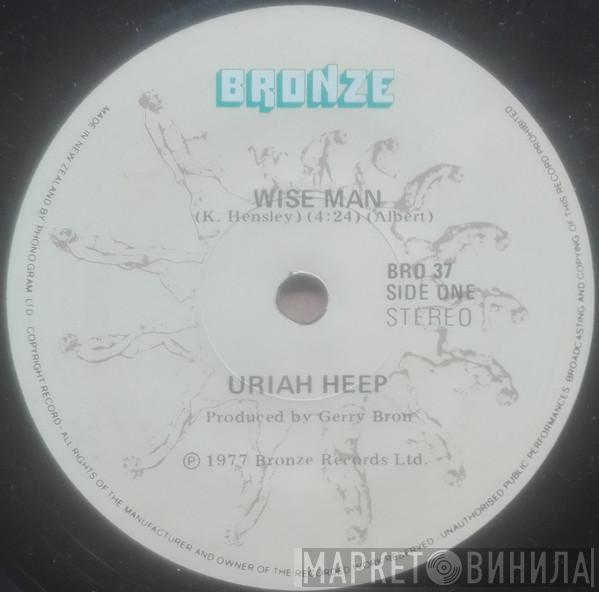 BRONZE
WISE MAN
(K. Hensley) (4:24) (Albert)
BRO 37
SIDE ONE
STEREO
URIAH HEEP
Produced by Gerry Bron
Ⓟ 1977 Bronze Records Ltd.
MADE IN NEW ZEALAND BY PHONOGRAM LTD. - COPYRIGHT RECORD - ALL RIGHTS OF THE MANUFACTURER AND OWNER OF THE RECORDED WORK RESERVED - UNAUTHORISED PUBLIC PERFORMANCES, BROADCASTING AND COPYING OF THIS RECORD PROHIBITED
МАРКЕТ ВИНИЛА